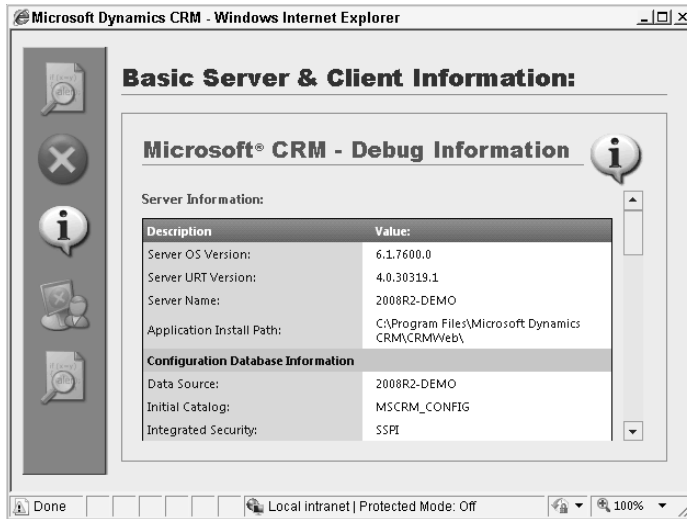 Microsoft Dynamics CRM - Windows Internet Explorer
Basic Server & Client Information:
Microsoft® CRM - Debug Information
Server Information:
Description Value:
Server OS Version: 6.1.7600.0
Server URT Version: 4.0.30319.1
Server Name: 2008R2-DEMO
Application Install Path: C:\Program Files\Microsoft Dynamics
CRM\CRMWeb\
Configuration Database Information
Data Source: 2008R2-DEMO
Initial Catalog: MSCRM_CONFIG
Integrated Security: SSPI
Done Local intranet | Protected Mode: Off 100%